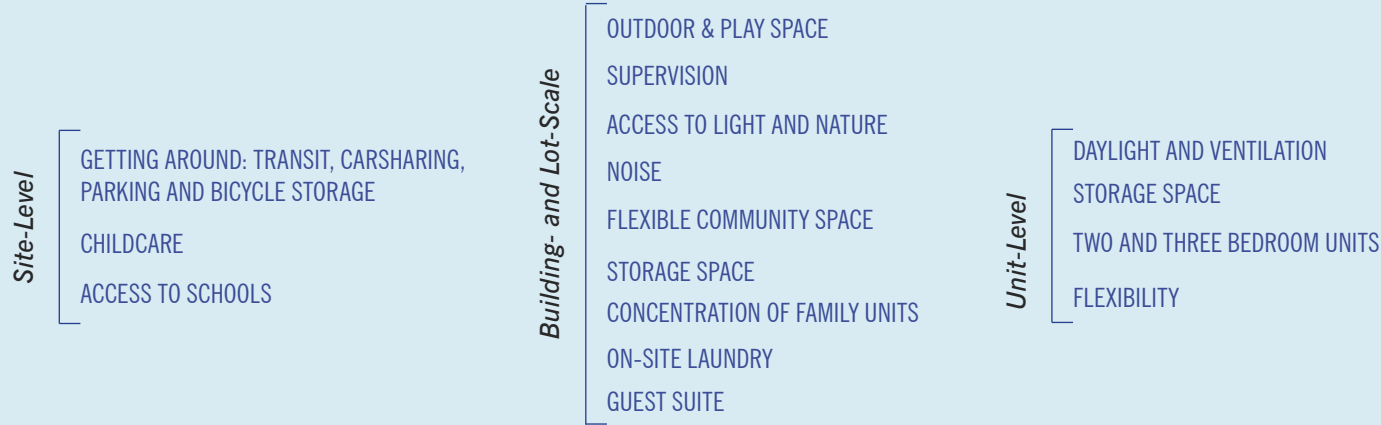 Site-Level
GETTING AROUND: TRANSIT, CARSHARING,
PARKING AND BICYCLE STORAGE
CHILDCARE
ACCESS TO SCHOOLS
Building- and Lot-Scale
OUTDOOR & PLAY SPACE
SUPERVISION
ACCESS TO LIGHT AND NATURE
NOISE
FLEXIBLE COMMUNITY SPACE
STORAGE SPACE
CONCENTRATION OF FAMILY UNITS
ON-SITE LAUNDRY
GUEST SUITE
Unit-Level
DAYLIGHT AND VENTILATION
STORAGE SPACE
TWO AND THREE BEDROOM UNITS
FLEXIBILITY